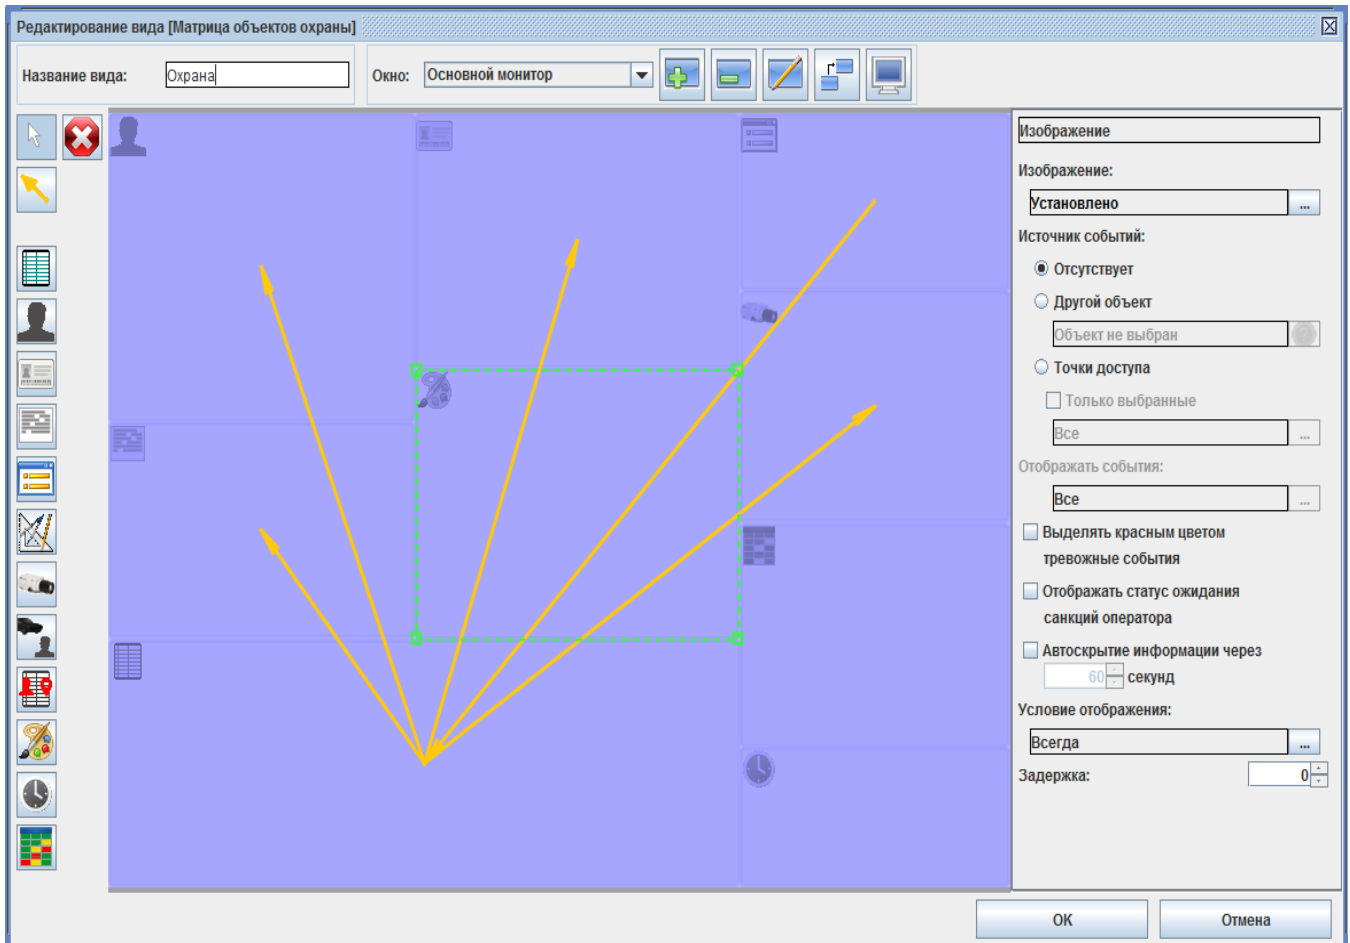 Редактирование вида [Матрица объектов охраны]
Название вида:
Охрана
Окно:
Основной монитор
Изображение
Изображение:
Установлено
...
Источник событий:
Отсутствует
Другой объект
Объект не выбран
Точки доступа
Только выбранные
Все
...
Отображать события:
Все
...
Выделять красным цветом
тревожные события
Отображать статус ожидания
санкций оператора
Автоскрытие информации через
60
секунд
Условие отображения:
Всегда
...
Задержка:
0
OK
Отмена